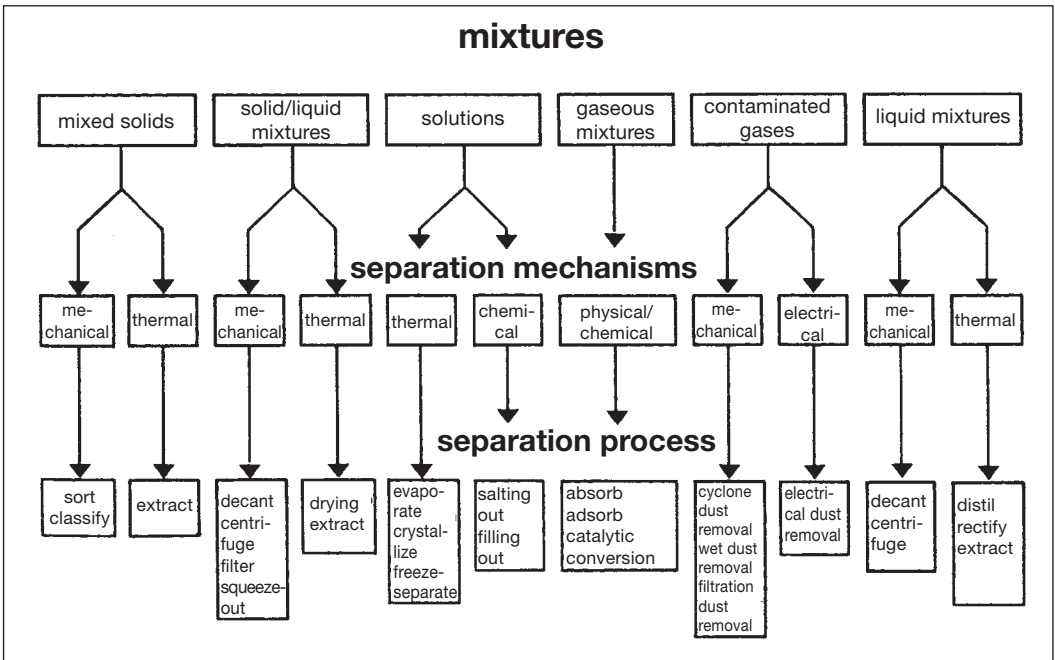 mixtures
mixed solids
solid/liquid
mixtures
solutions
gaseous
mixtures
contaminated
gases
liquid mixtures
separation mechanisms
me-
chanical
thermal
me-
chanical
thermal
thermal
chemi-
cal
physical/
chemical
me-
chanical
electri-
cal
me-
chanical
thermal
separation process
sort
classify
extract
decant
centri-
fuge
filter
squeeze-
out
drying
extract
evapo-
rate
crystal-
lize
freeze-
separate
salting
out
filling
out
absorb
adsorb
catalytic
conversion
cyclone
dust
removal
wet dust
removal
filtration
dust
removal
electri-
cal dust
removal
decant
centri-
fuge
distil
rectify
extract